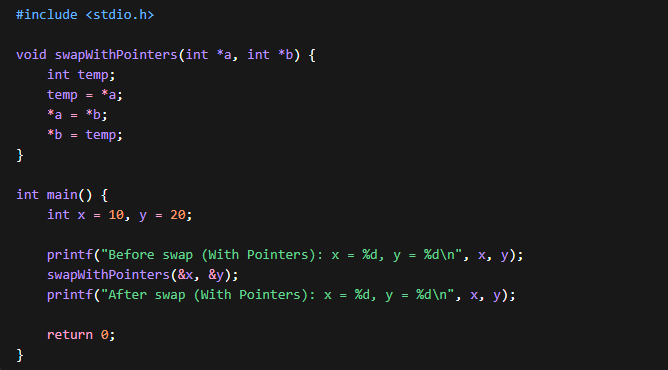 #include <stdio.h>

void swapWithPointers(int *a, int *b) {
    int temp;
    temp = *a;
    *a = *b;
    *b = temp;
}

int main() {
    int x = 10, y = 20;

    printf("Before swap (With Pointers): x = %d, y = %d\n", x, y);
    swapWithPointers(&x, &y);
    printf("After swap (With Pointers): x = %d, y = %d\n", x, y);

    return 0;
}